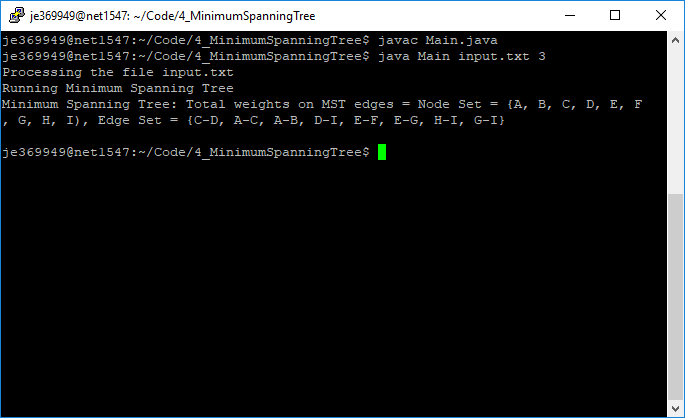 je369949@net1547: ~/Code/4_MinimumSpanningTree
je369949@net1547:~/Code/4_MinimumSpanningTree$ javac Main.java
je369949@net1547:~/Code/4_MinimumSpanningTree$ java Main input.txt 3
Processing the file input.txt
Running Minimum Spanning Tree
Minimum Spanning Tree: Total weights on MST edges = Node Set = {A, B, C, D, E, F
, G, H, I), Edge Set = {C-D, A-C, A-B, D-I, E-F, E-G, H-I, G-I}
je369949@net1547:~/Code/4_MinimumSpanningTree$